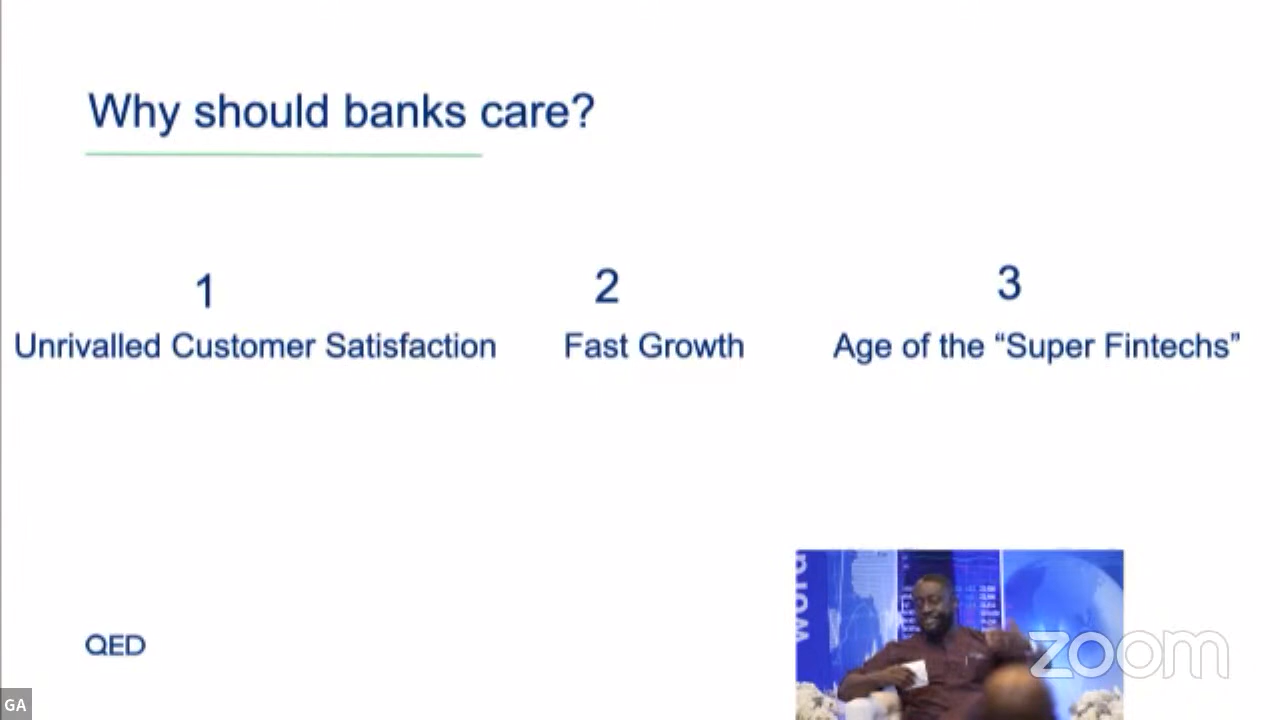 Why should banks care?
1
Unrivalled Customer Satisfaction
2
Fast Growth
3
Age of the “Super Fintechs”
QED
word
zoom
GA